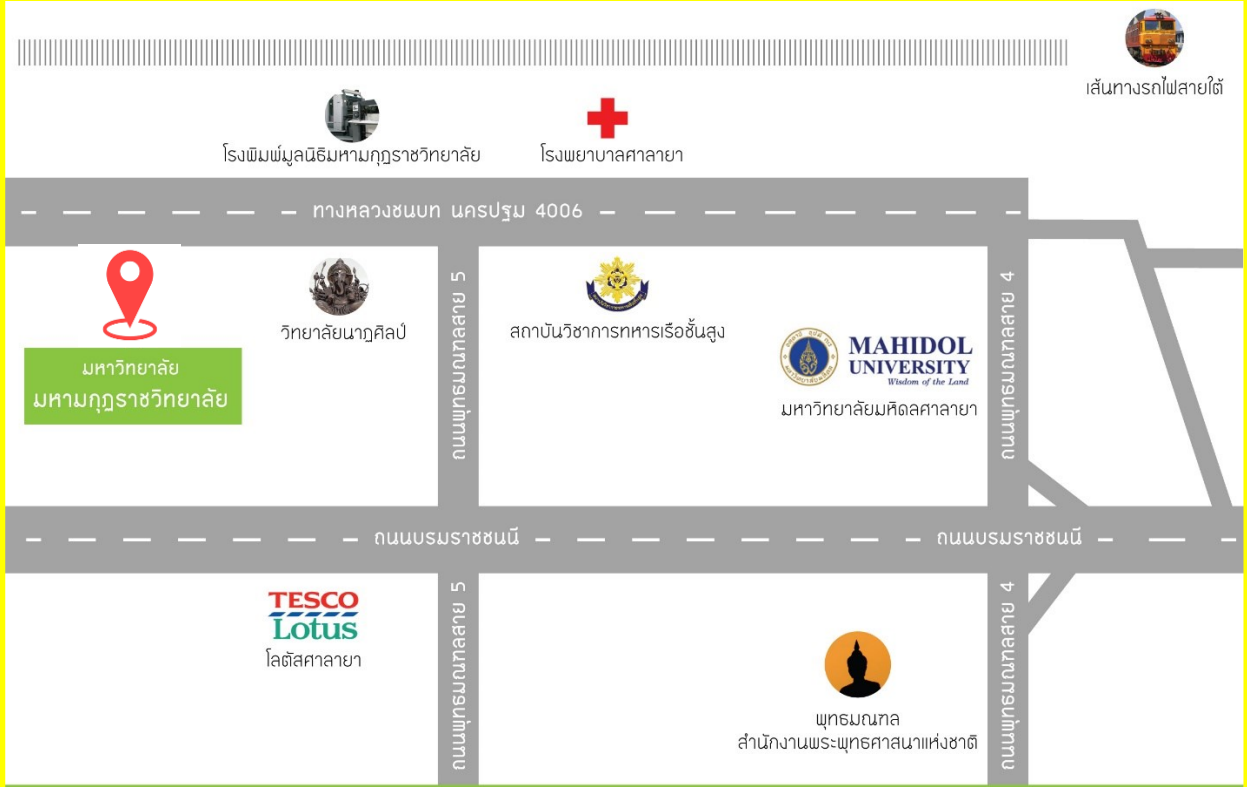 เส้นทางรถไฟสายใต้
โรงพิมพ์มูลนิธิมหามกุฎราชวิทยาลัย
โรงพยาบาลศาลายา
ทางหลวงชนบท นครปฐม 4006
มหาวิทยาลัย
มหามกุฎราชวิทยาลัย
วิทยาลัยนาฏศิลป์
ถนนพุทธมณฑลสาย 5
สถาบันวิชาการทหารเรือชั้นสูง
MAHIDOL
UNIVERSITY
Wisdom of the Land
มหาวิทยาลัยมหิดลศาลายา
ถนนพุทธมณฑลสาย 4
ถนนบรมราชชนนี
ถนนบรมราชชนนี
TESCO
Lotus
โลตัสศาลายา
ถนนพุทธมณฑลสาย 5
พุทธมณฑล
สำนักงานพระพุทธศาสนาแห่งชาติ
ถนนพุทธมณฑลสาย 4